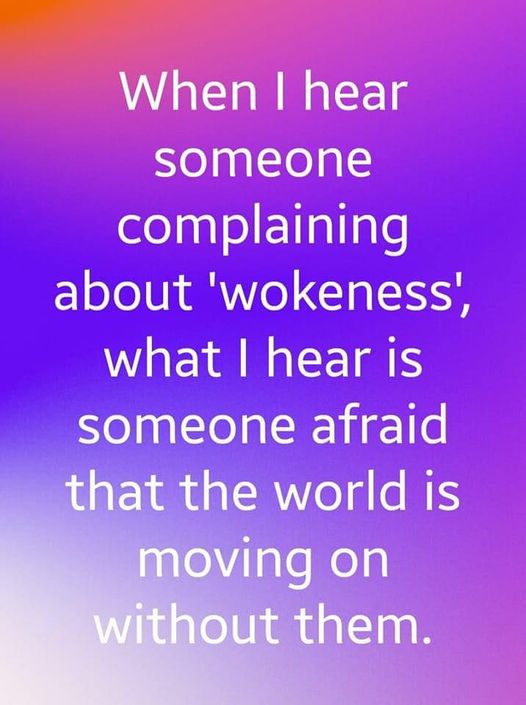 When I hear
someone
complaining
about 'wokeness',
what I hear is
someone afraid
that the world is
moving on
without them.